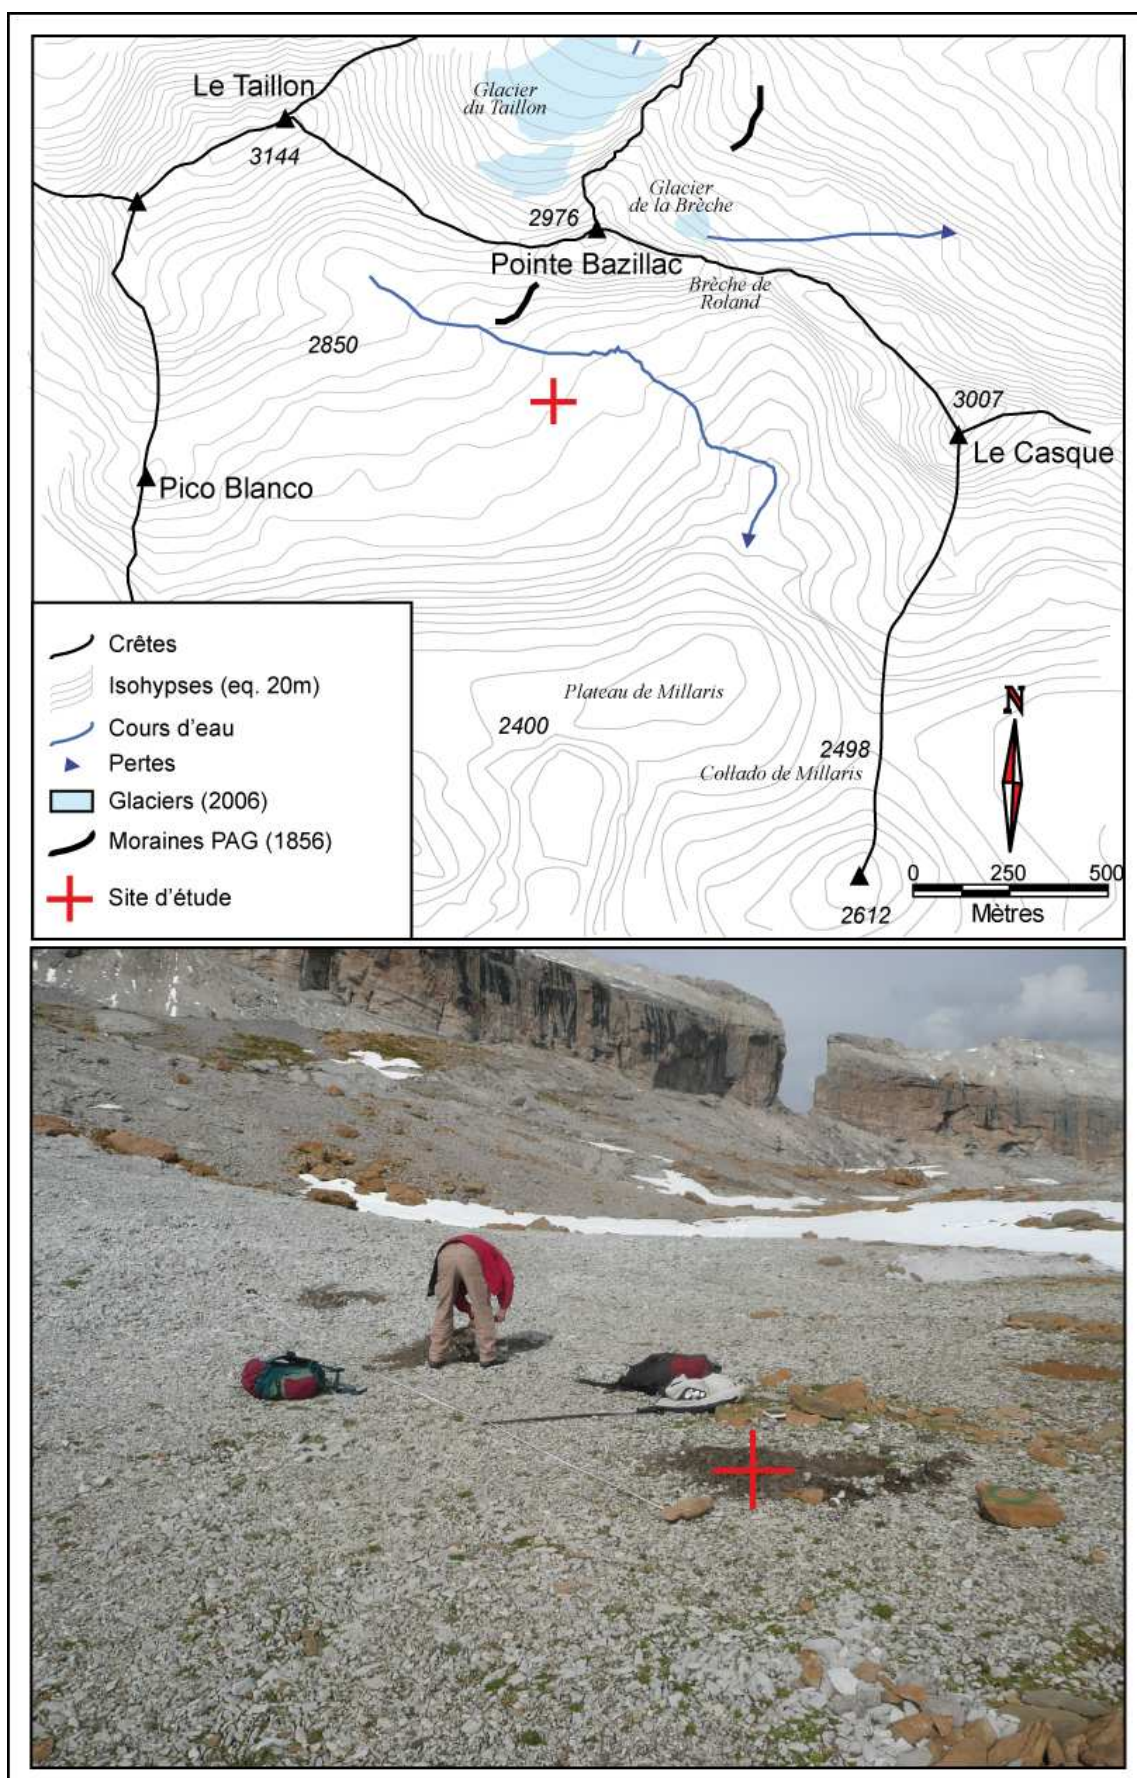 Le Taillon
3144
Glacier
du Taillon
2976
Glacier
de la Brèche
Pointe Bazillac
Brèche de
Roland
2850
3007
Le Casque
Pico Blanco
Plateau de Millaris
2400
2498
Collado de Millaris
2612
N
0 250 500
Mètres
Crêtes
Isohypses (eq. 20m)
Cours d'eau
Pertes
Glaciers (2006)
Moraines PAG (1856)
Site d'étude